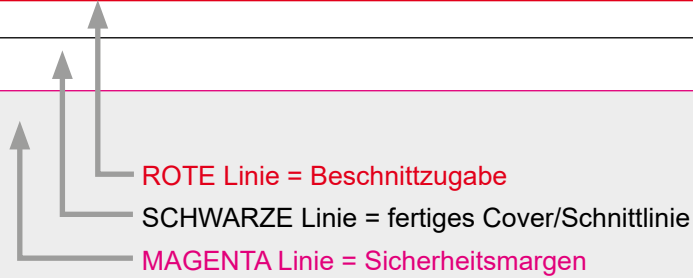 ROTE Linie = Beschnittzugabe
SCHWARZE Linie = fertiges Cover/Schnittlinie
MAGENTA Linie = Sicherheitsmargen